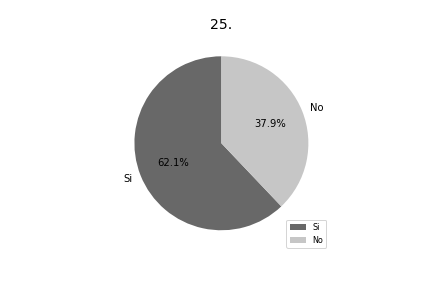 25.
No
37.9%
62.1%
Si
Si
No